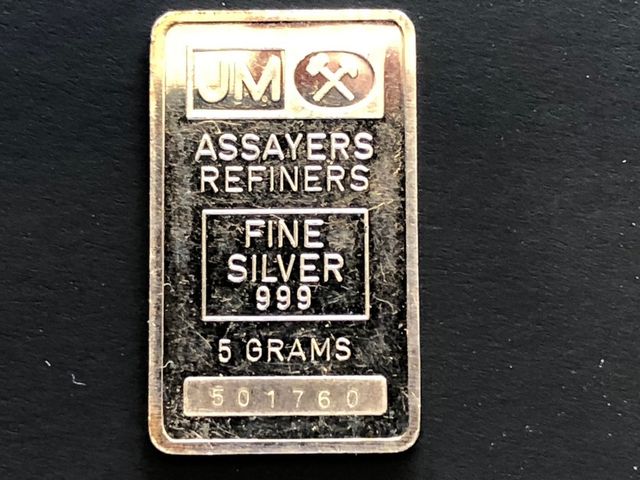 JM
ASSAYERS
REFINERS
FINE
SILVER
999
5 GRAMS
501760